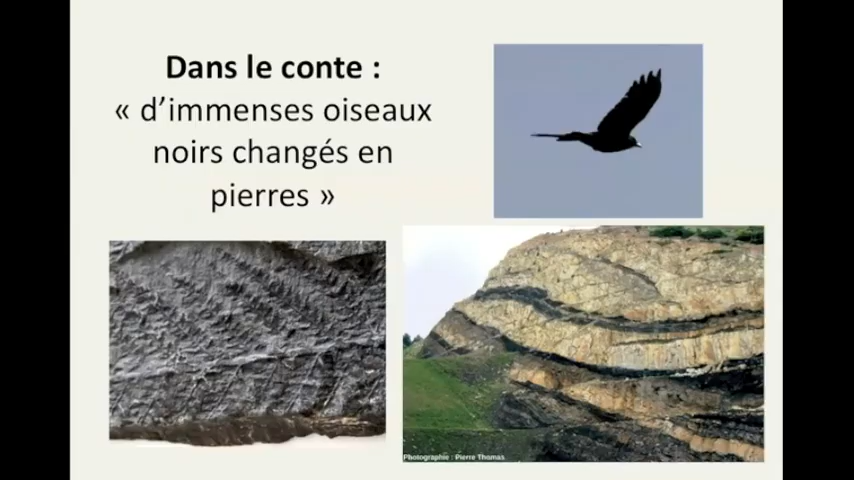 Dans le conte :
« d’immenses oiseaux
noirs changés en
pierres »
Photographie : Pierre Thomas